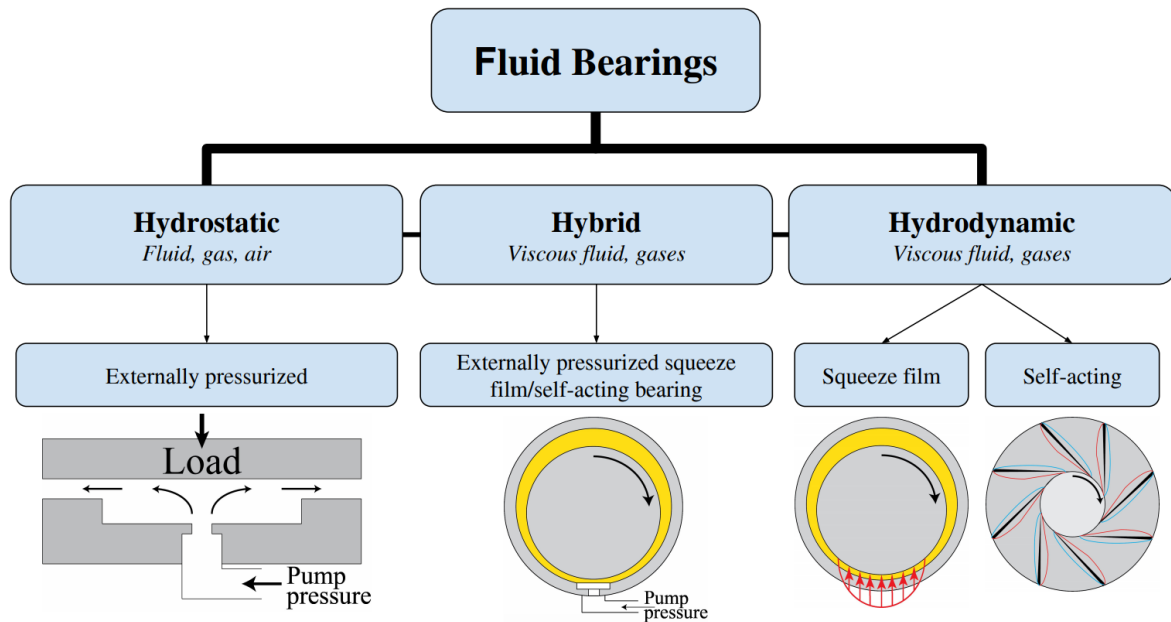 Fluid Bearings
Hydrostatic
Fluid, gas, air
Hybrid
Viscous fluid, gases
Hydrodynamic
Viscous fluid, gases
Externally pressurized
Externally pressurized squeeze
film/self-acting bearing
Squeeze film
Self-acting
Load
Pump
pressure
Pump
pressure